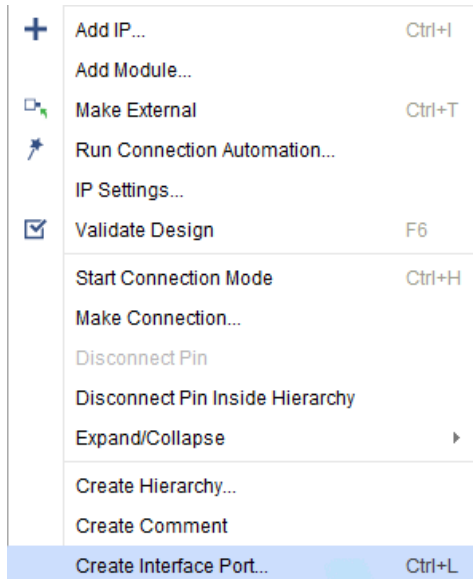 Add IP... Ctrl+I
Add Module...
Make External Ctrl+T
Run Connection Automation...
IP Settings...
Validate Design F6
Start Connection Mode Ctrl+H
Make Connection...
Disconnect Pin
Disconnect Pin Inside Hierarchy
Expand/Collapse
Create Hierarchy...
Create Comment
Create Interface Port... Ctrl+L